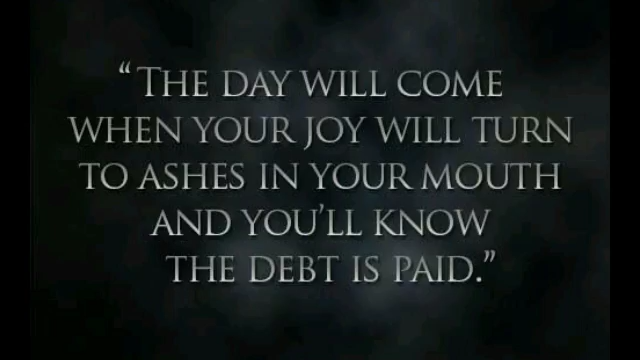 “THE DAY WILL COME
WHEN YOUR JOY WILL TURN
TO ASHES IN YOUR MOUTH
AND YOU’LL KNOW
THE DEBT IS PAID.”